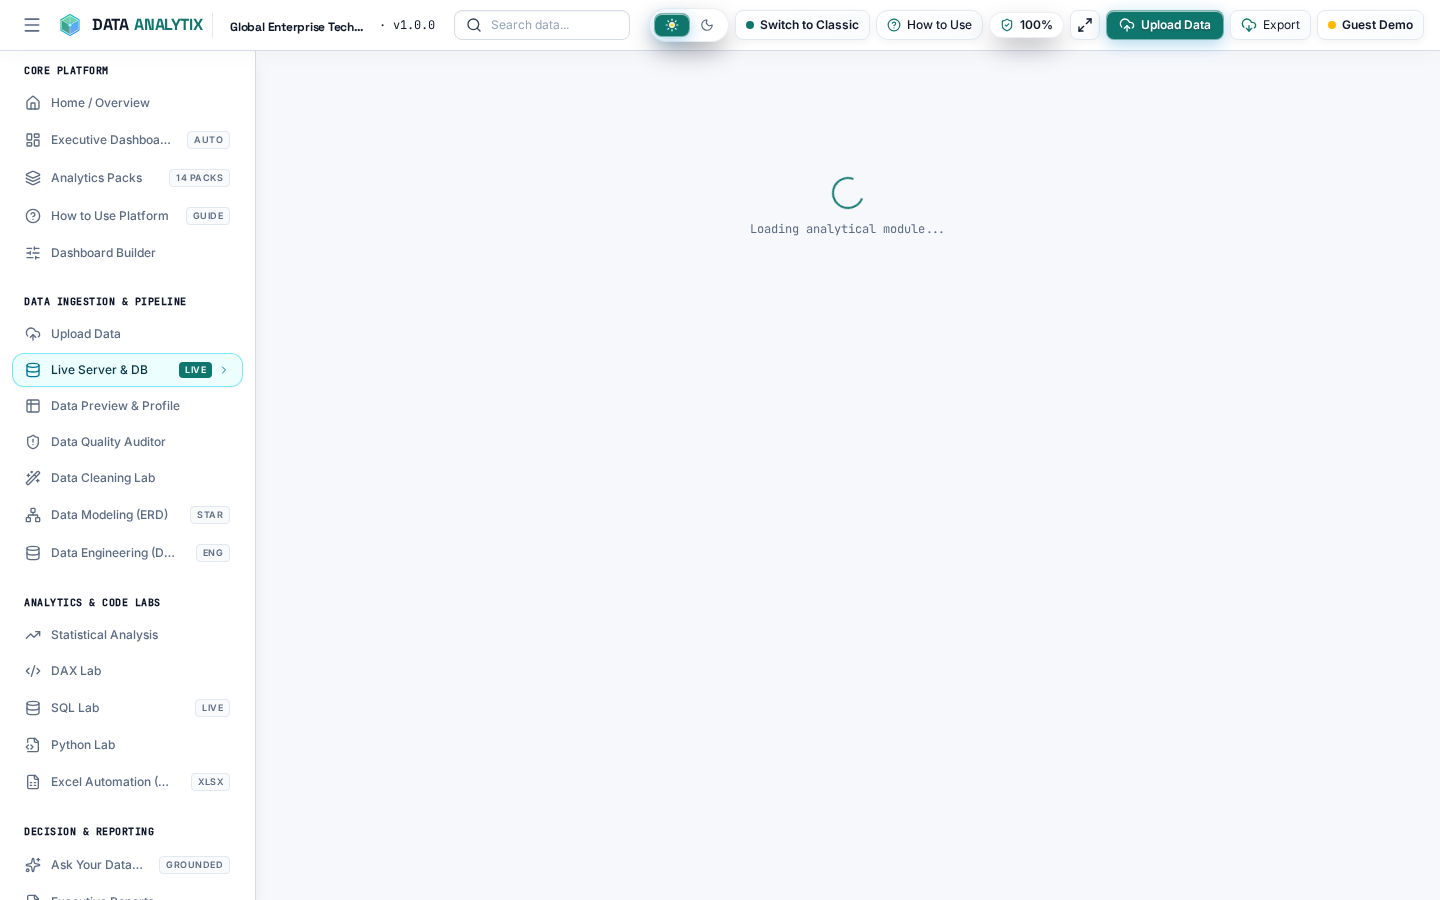 DATA ANALYTIX
Global Enterprise Tech...
· v1.0.0
Search data...
Switch to Classic
How to Use
100%
Upload Data
Export
Guest Demo
CORE PLATFORM
Home / Overview
Executive Dashboa... AUTO
Analytics Packs 14 PACKS
How to Use Platform GUIDE
Dashboard Builder
DATA INGESTION & PIPELINE
Upload Data
Live Server & DB LIVE
Data Preview & Profile
Data Quality Auditor
Data Cleaning Lab
Data Modeling (ERD) STAR
Data Engineering (D... ENG
ANALYTICS & CODE LABS
Statistical Analysis
DAX Lab
SQL Lab LIVE
Python Lab
Excel Automation (... XLSX
DECISION & REPORTING
Ask Your Data... GROUNDED
Executive Reports
Loading analytical module...